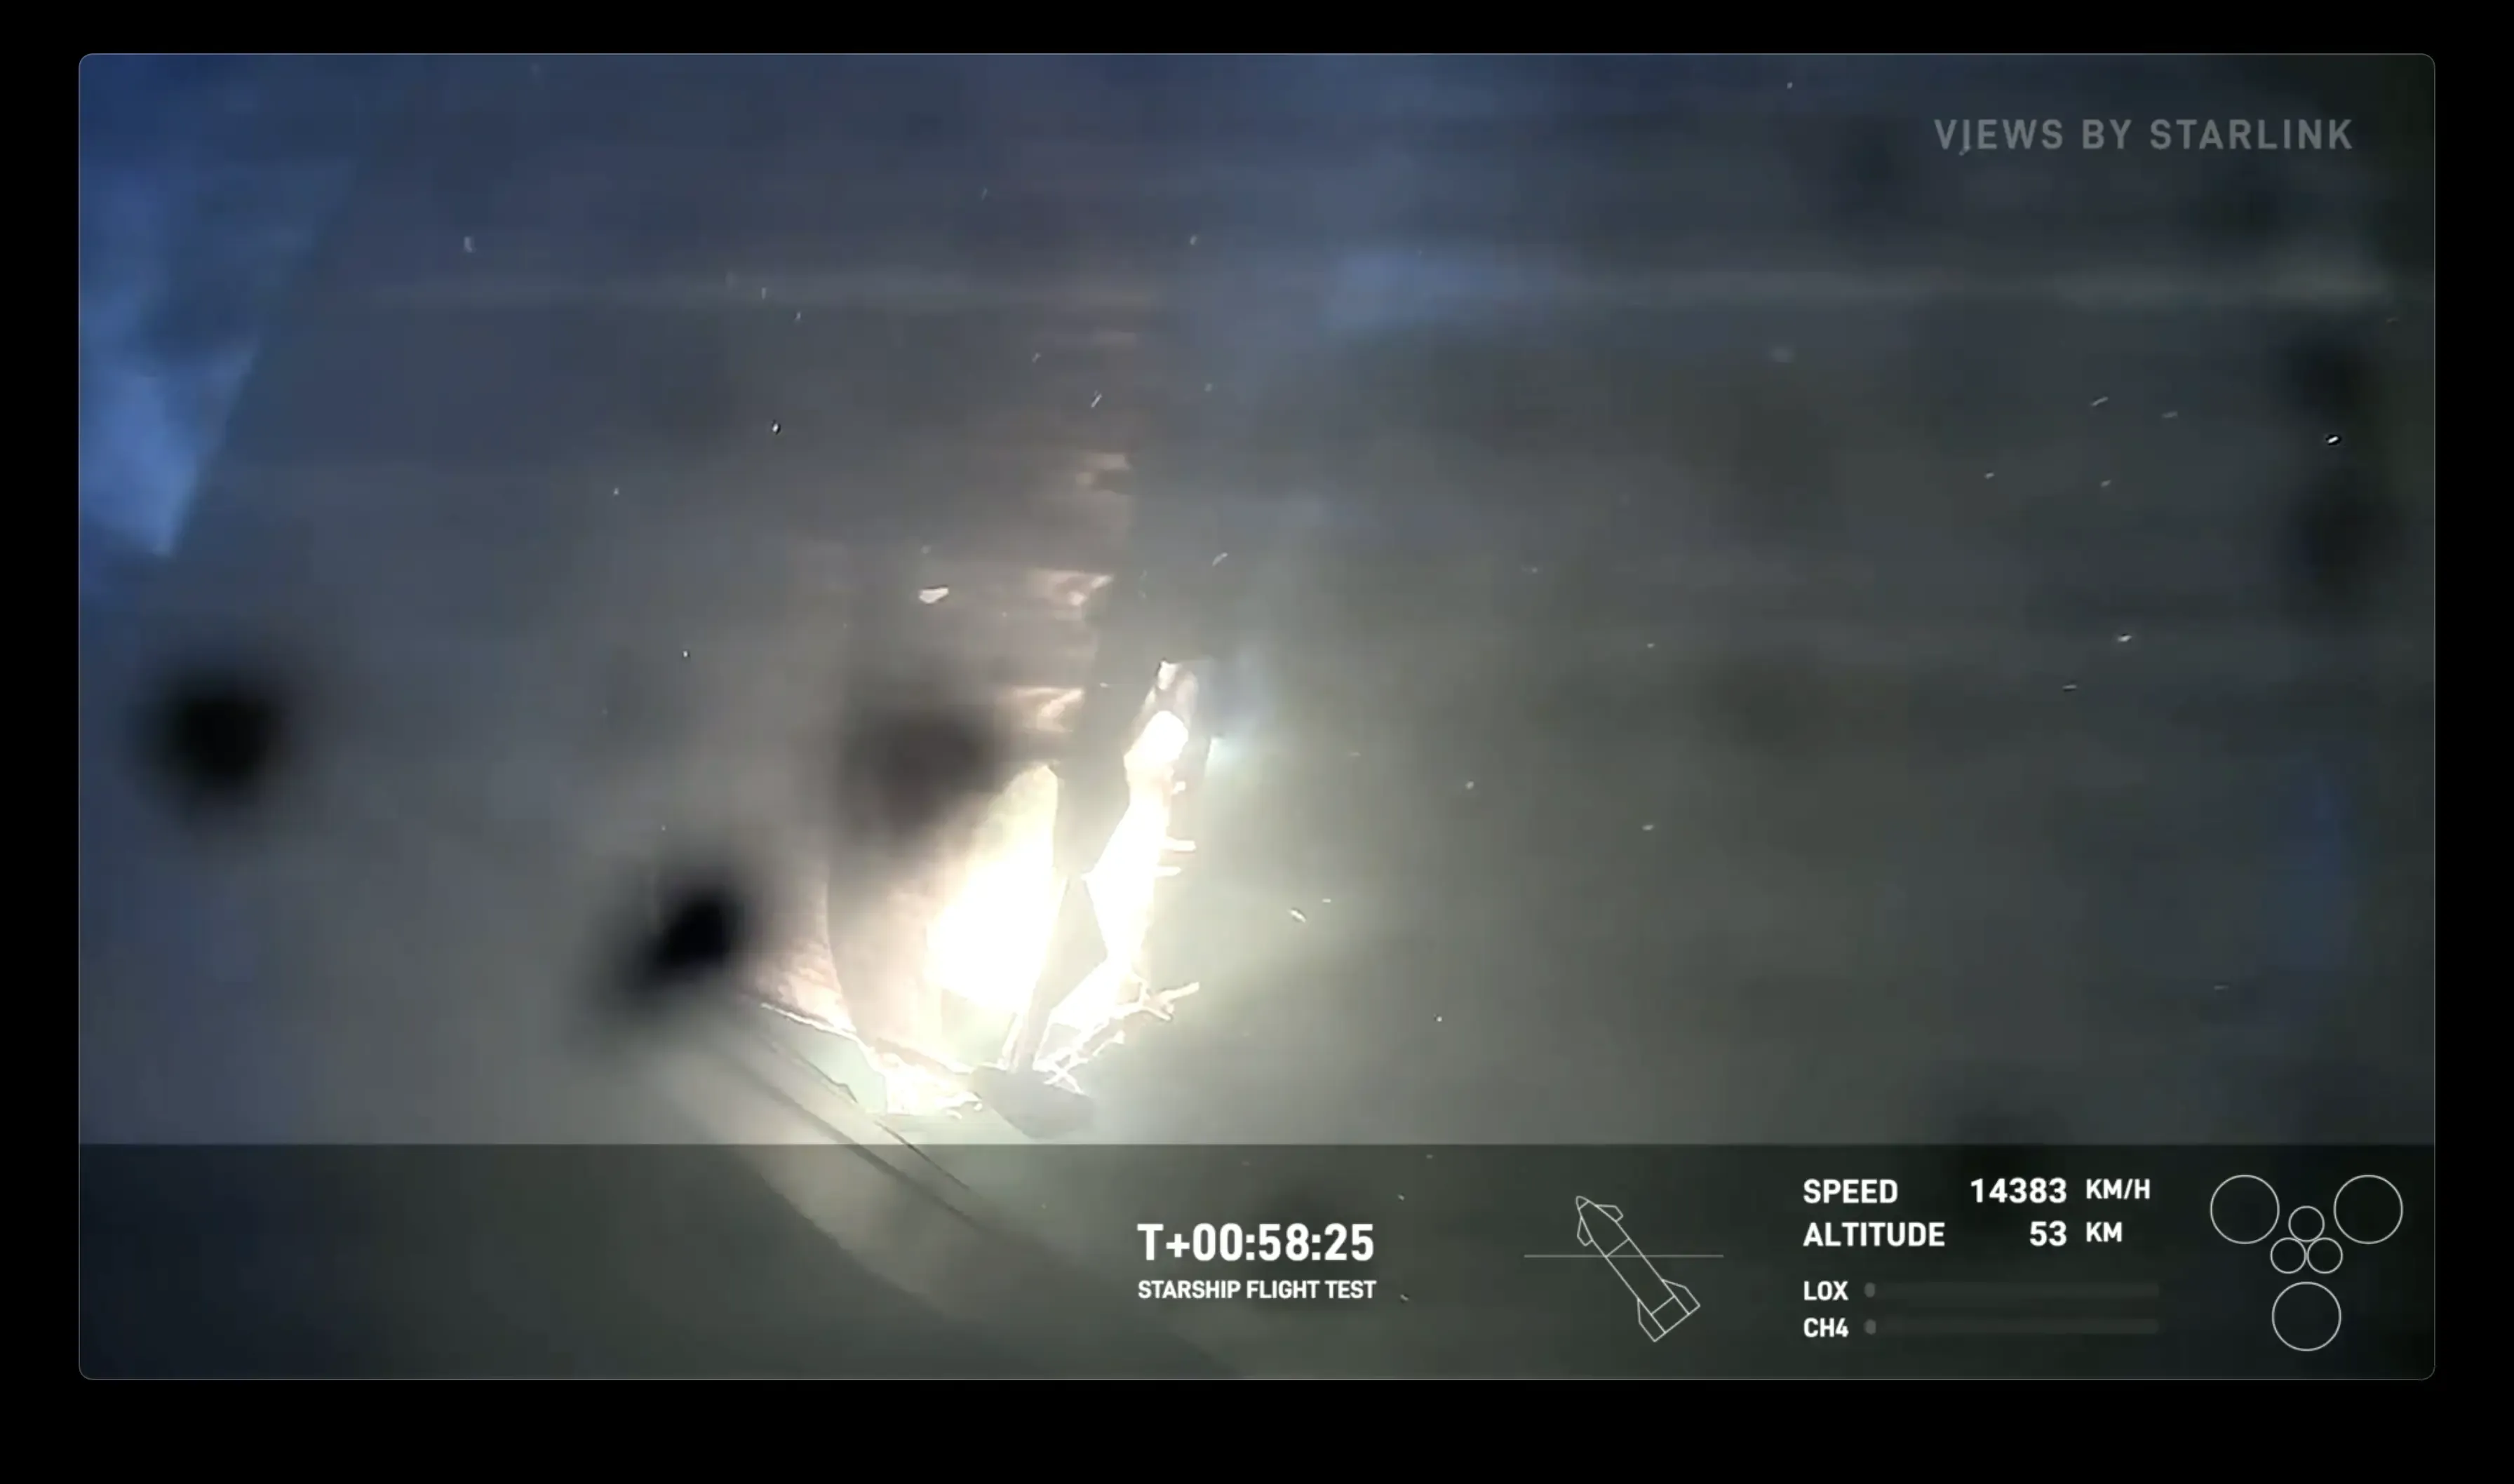 VIEWS BY STARLINK
T+00:58:25
STARSHIP FLIGHT TEST
SPEED 14383 KM/H
ALTITUDE 53 KM
LOX
CH4